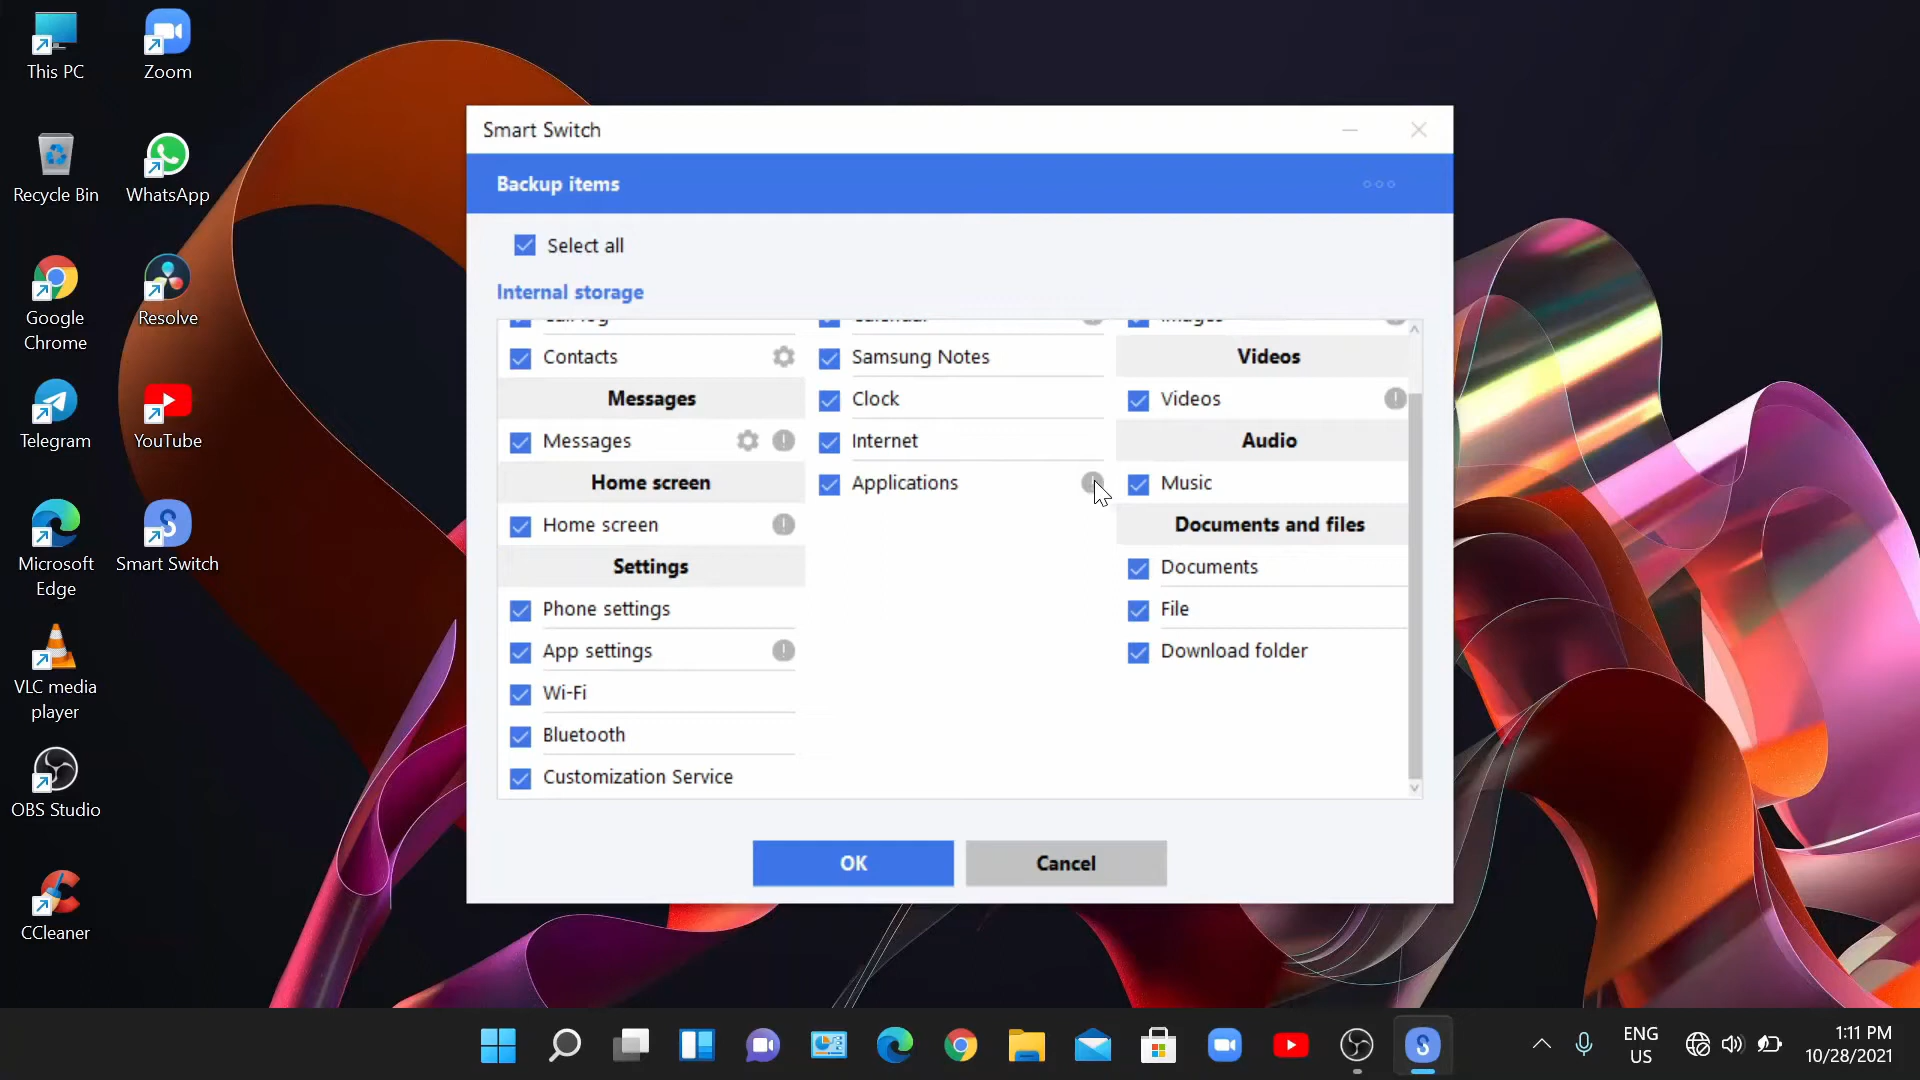 This PC
Zoom
Recycle Bin
WhatsApp
Google
Chrome
Resolve
Telegram
YouTube
Microsoft
Edge
Smart Switch
VLC media
player
OBS Studio
CCleaner
Smart Switch
Backup items
Select all
Internal storage
Contacts
Messages
Messages
Home screen
Home screen
Settings
Phone settings
App settings
Wi-Fi
Bluetooth
Customization Service
Samsung Notes
Clock
Internet
Applications
Videos
Videos
Audio
Music
Documents and files
Documents
File
Download folder
OK
Cancel
ENG
US
1:11 PM
10/28/2021